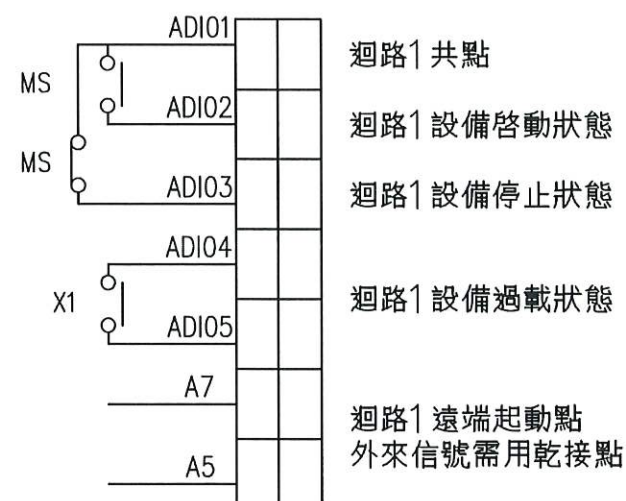 ADI01
迴路1 共點
MS
ADI02
迴路1 設備啓動狀態
MS
ADI03
迴路1 設備停止狀態
ADI04
X1
迴路1 設備過載狀態
ADI05
A7
迴路1 遠端起動點
外來信號需用乾接點
A5